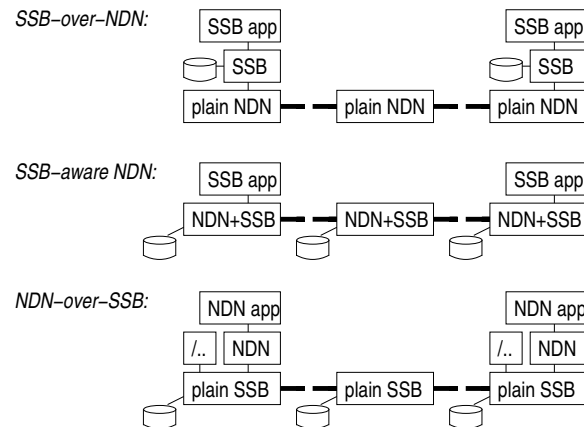 SSB–over–NDN:
SSB app SSB app
SSB SSB
plain NDN plain NDN plain NDN
SSB–aware NDN:
SSB app SSB app
NDN+SSB NDN+SSB NDN+SSB
NDN–over–SSB:
NDN app NDN app
/.. NDN /.. NDN
plain SSB plain SSB plain SSB